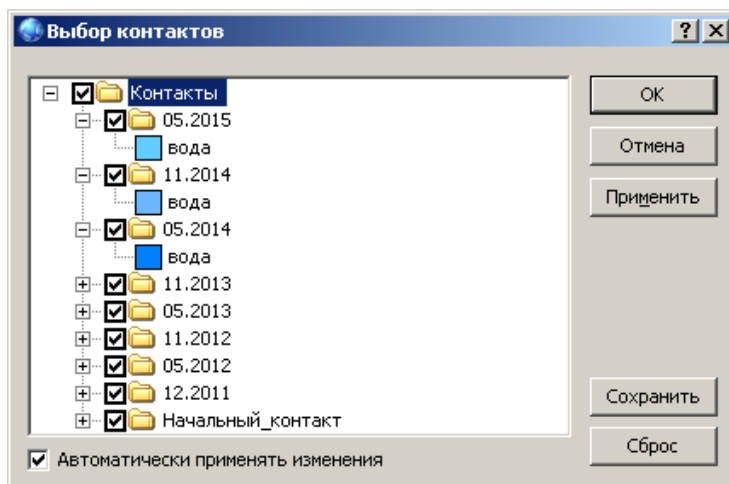 Выбор контактов
Контакты
05.2015
вода
11.2014
вода
05.2014
вода
11.2013
05.2013
11.2012
05.2012
12.2011
Начальный_контакт
Автоматически применять изменения
OK
Отмена
Применить
Сохранить
Сброс